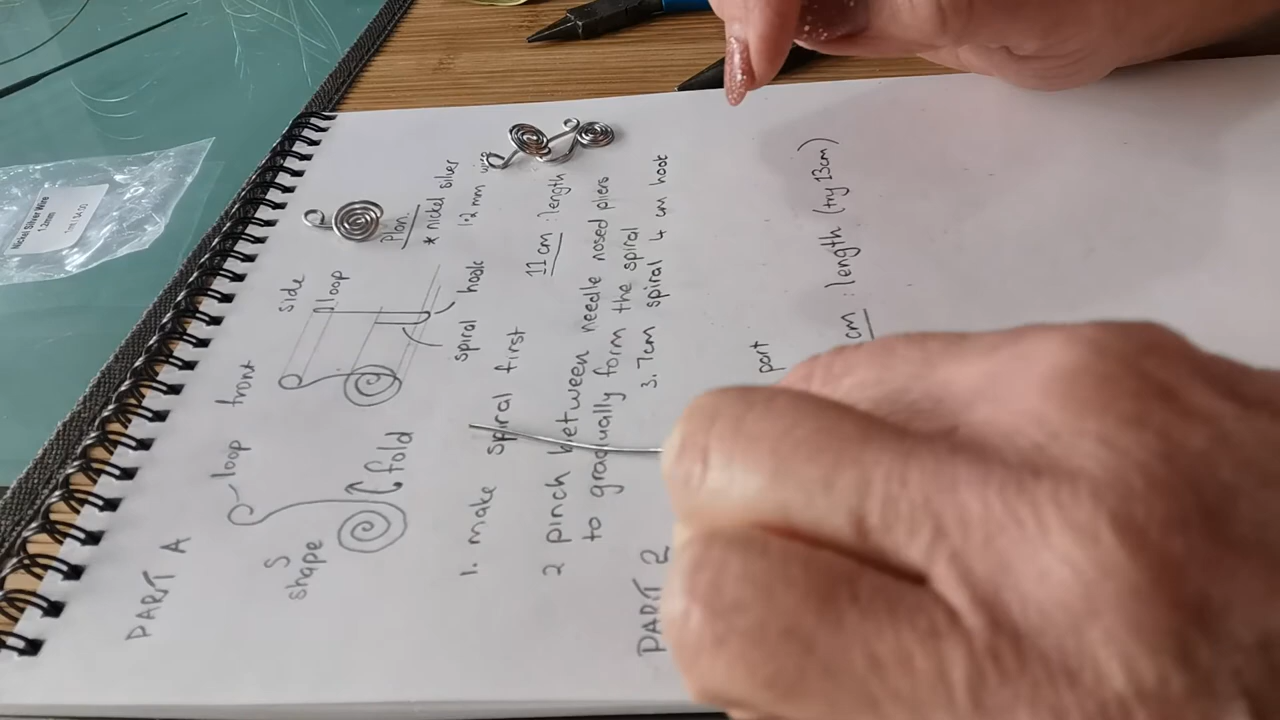 PART A
S shape
loop
front
side
loop
fold
spiral
hook
Plan.
* nickel silver
1.2 mm wire
11 cm : length
1. make spiral first
2 pinch between needle nosed pliers
to gradually form the spiral
3. 7cm spiral 4 cm hook
PART 2
part
cm : length (try 13cm)
Nickel Silver Wire
1.2mm